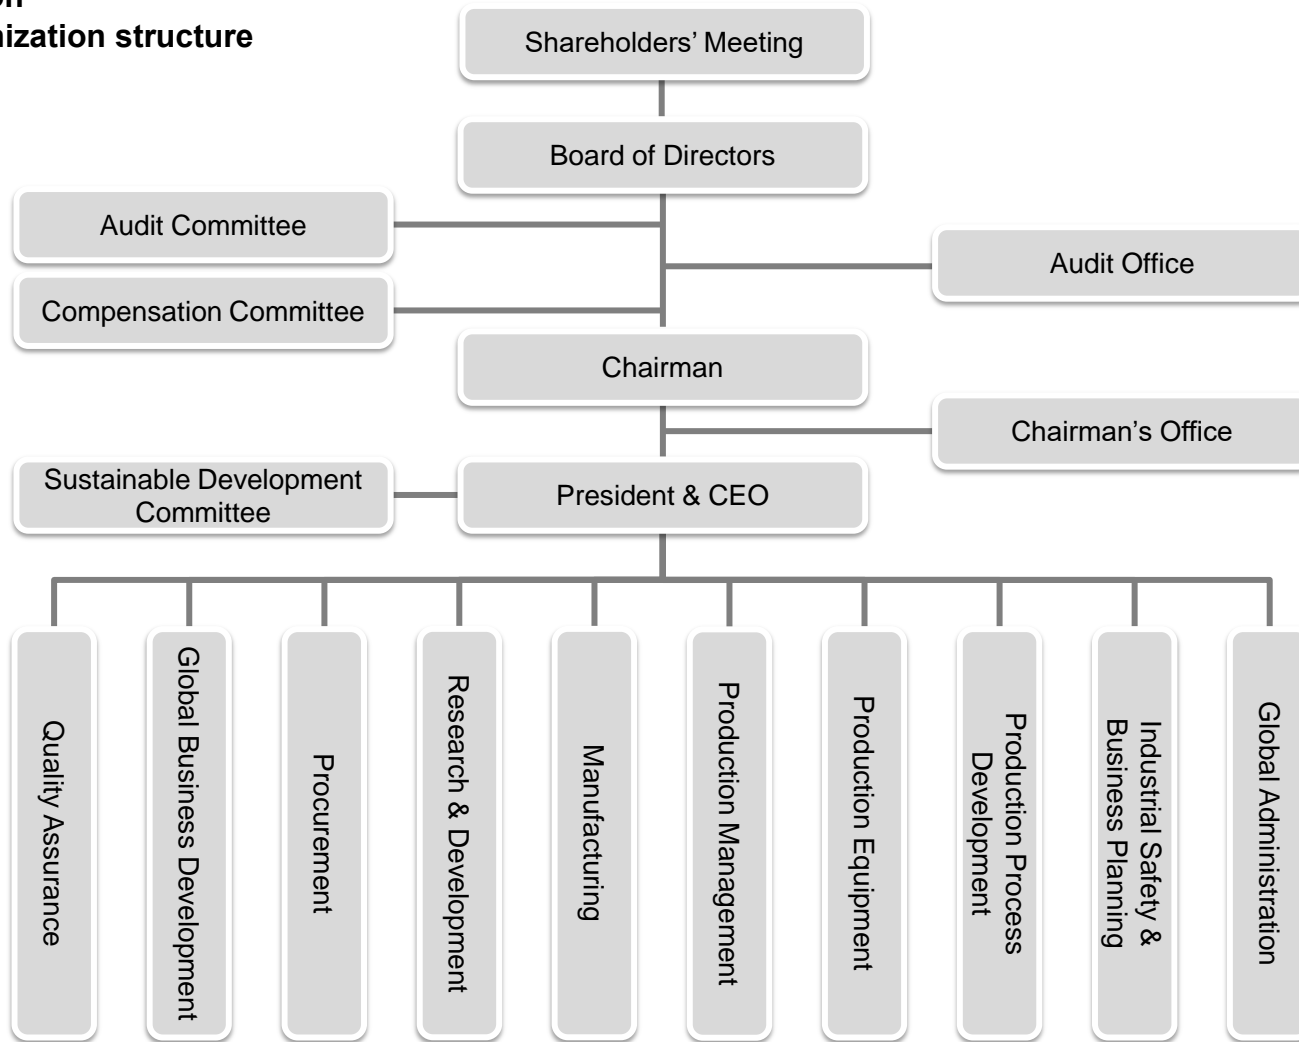 on
nization structure
Shareholders’ Meeting
Board of Directors
Audit Committee
Audit Office
Compensation Committee
Chairman
Chairman’s Office
Sustainable Development
Committee
President & CEO
Quality Assurance
Global Business Development
Procurement
Research & Development
Manufacturing
Production Management
Production Equipment
Production Process
Development
Industrial Safety &
Business Planning
Global Administration